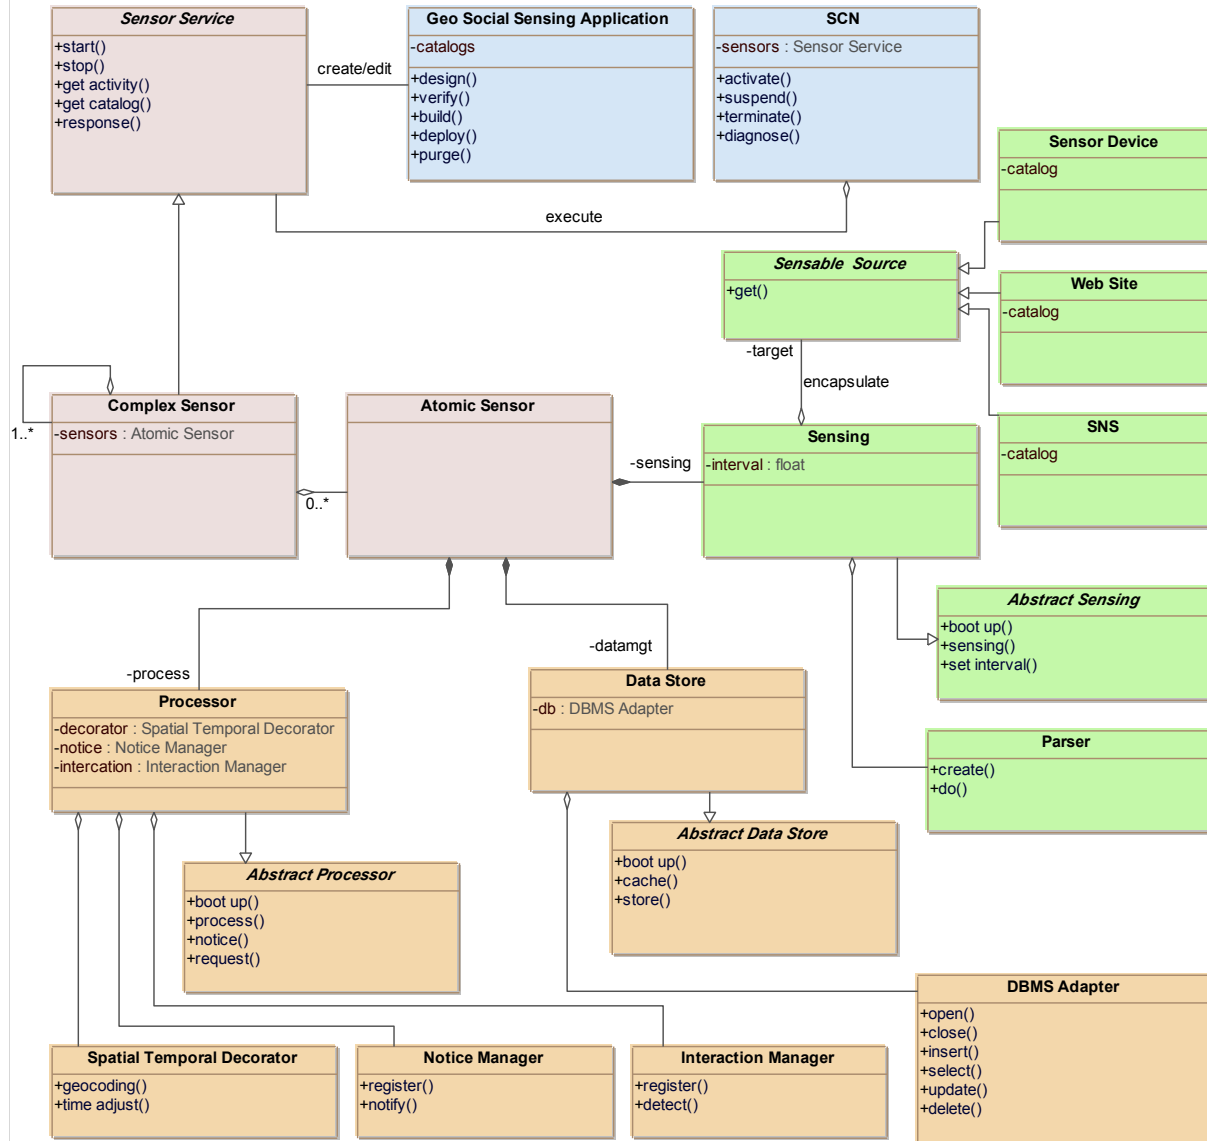 Sensor Service
+start()
+stop()
+get activity()
+get catalog()
+response()
create/edit
Geo Social Sensing Application
-catalogs
+design()
+verify()
+build()
+deploy()
+purge()
SCN
-sensors : Sensor Service
+activate()
+suspend()
+terminate()
+diagnose()
execute
Sensor Device
-catalog
Sensable Source
+get()
Web Site
-catalog
-target
encapsulate
SNS
-catalog
Complex Sensor
-sensors : Atomic Sensor
1..*
0..*
Atomic Sensor
-sensing
Sensing
-interval : float
Abstract Sensing
+boot up()
+sensing()
+set interval()
-process
-datamgt
Processor
-decorator : Spatial Temporal Decorator
-notice : Notice Manager
-intercation : Interaction Manager
Data Store
-db : DBMS Adapter
Parser
+create()
+do()
Abstract Processor
+boot up()
+process()
+notice()
+request()
Abstract Data Store
+boot up()
+cache()
+store()
DBMS Adapter
+open()
+close()
+insert()
+select()
+update()
+delete()
Spatial Temporal Decorator
+geocoding()
+time adjust()
Notice Manager
+register()
+notify()
Interaction Manager
+register()
+detect()